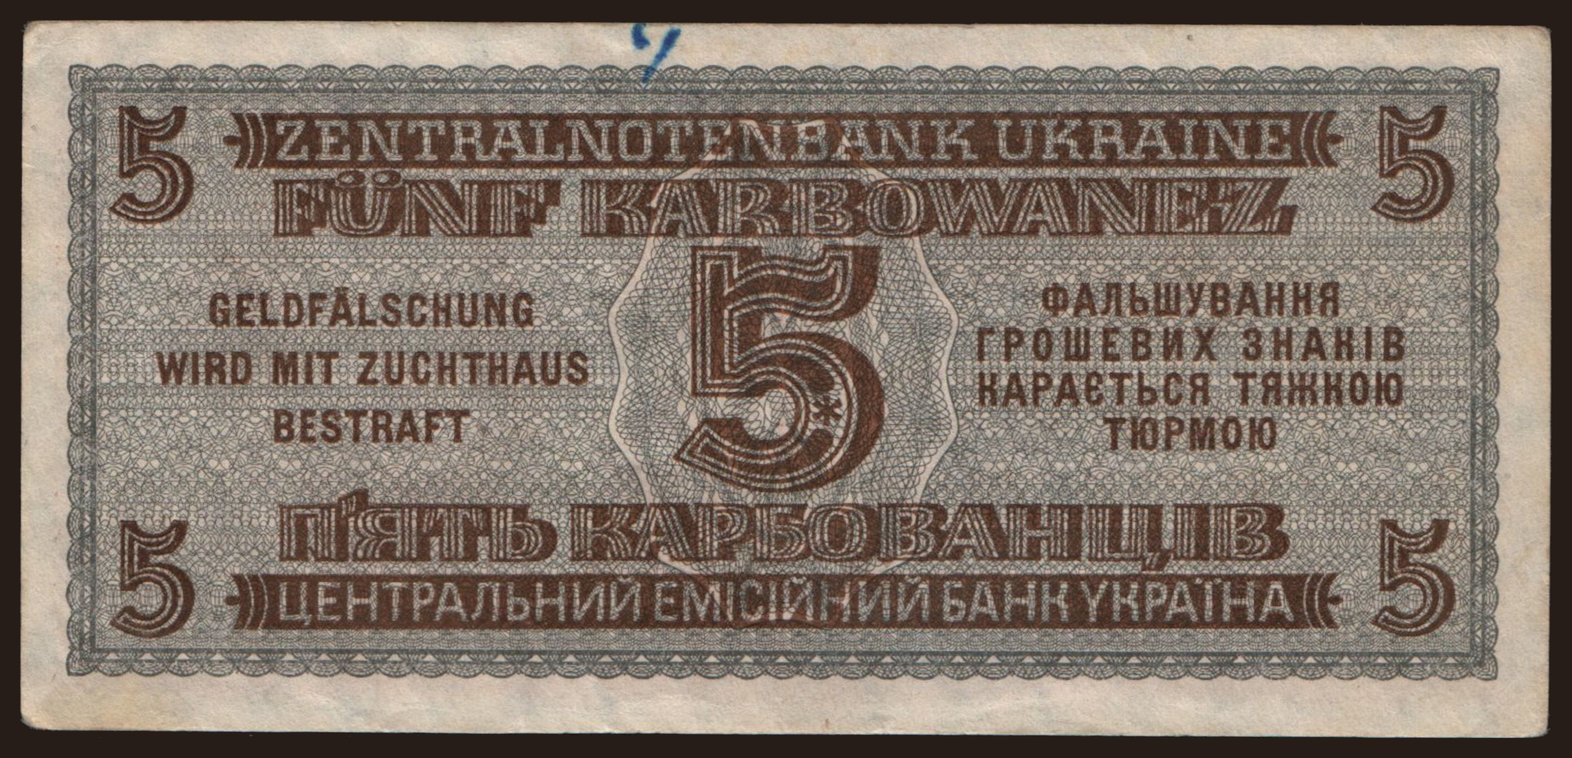 5 ZENTRALNOTENBANK UKRAINE 5
FÜNF KARBOWANEZ
5
GELDFÄLSCHUNG
WIRD MIT ZUCHTHAUS
BESTRAFT
ФАЛЬШУВАННЯ
ГРОШЕВИХ ЗНАКІВ
КАРАЄТЬСЯ ТЯЖКОЮ
ТЮРМОЮ
П'ЯТЬ КАРБОВАНЦІВ
5 ЦЕНТРАЛЬНИЙ ЕМІСІЙНИЙ БАНК УКРАЇНА 5